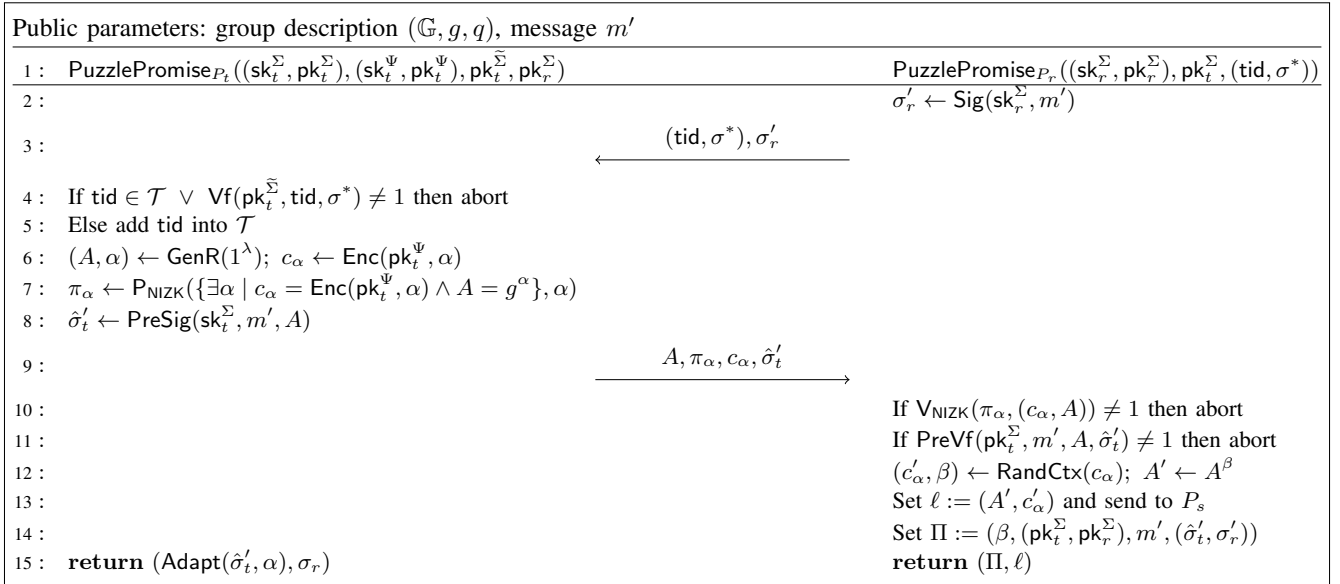 Public parameters: group description (𝔾, g, q), message m′
1 : PuzzlePromise_{P_t}((sk_t^Σ, pk_t^Σ), (sk_t^Ψ, pk_t^Ψ), pk_t^{Σ̃}, pk_r^Σ) PuzzlePromise_{P_r}((sk_r^Σ, pk_r^Σ), pk_t^Σ, (tid, σ*))
2 : σ′_r ← Sig(sk_r^Σ, m′)
3 : (tid, σ*), σ′_r
4 : If tid ∈ 𝒯 ∨ Vf(pk_t^{Σ̃}, tid, σ*) ≠ 1 then abort
5 : Else add tid into 𝒯
6 : (A, α) ← GenR(1^λ); c_α ← Enc(pk_t^Ψ, α)
7 : π_α ← P_NIZK({∃α | c_α = Enc(pk_t^Ψ, α) ∧ A = g^α}, α)
8 : σ̂′_t ← PreSig(sk_t^Σ, m′, A)
9 : A, π_α, c_α, σ̂′_t
10 : If V_NIZK(π_α, (c_α, A)) ≠ 1 then abort
11 : If PreVf(pk_t^Σ, m′, A, σ̂′_t) ≠ 1 then abort
12 : (c′_α, β) ← RandCtx(c_α); A′ ← A^β
13 : Set ℓ := (A′, c′_α) and send to P_s
14 : Set Π := (β, (pk_t^Σ, pk_r^Σ), m′, (σ̂′_t, σ′_r))
15 : return (Adapt(σ̂′_t, α), σ_r) return (Π, ℓ)